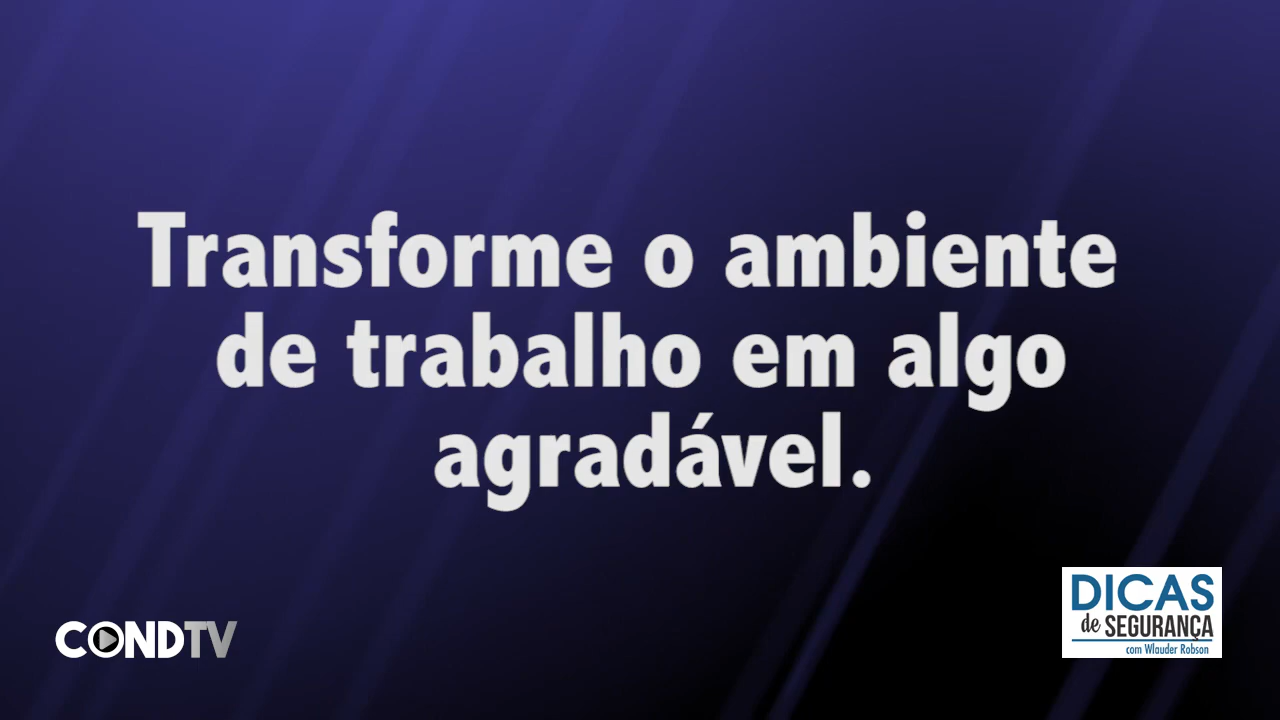 Transforme o ambiente
de trabalho em algo
agradável.
CONDTV
DICAS
de SEGURANÇA
com Wlauder Robson